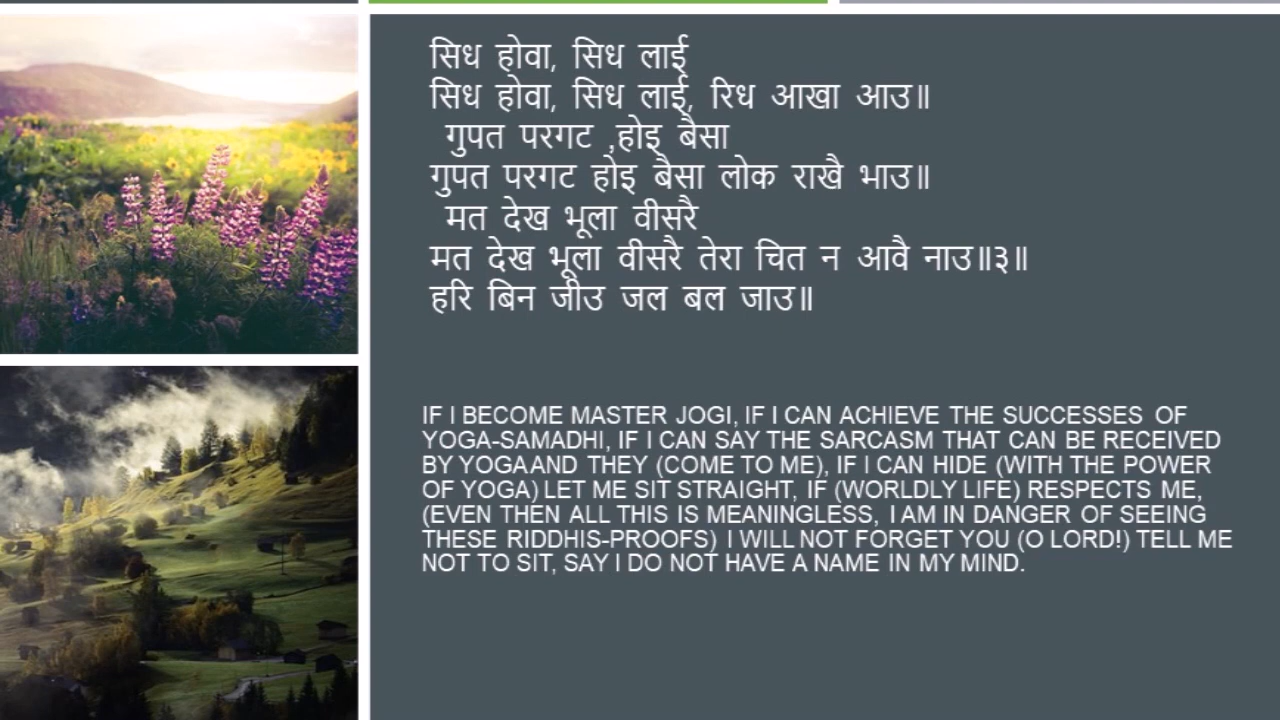 सिध होवा, सिध लाई
सिध होवा, सिध लाई, रिध आखा आउ॥
गुपत परगट ,होइ बैसा
गुपत परगट होइ बैसा लोक राखै भाउ॥
मत देख भूला वीसरै
मत देख भूला वीसरै तेरा चित न आवै नाउ॥३॥
हरि बिन जीउ जल बल जाउ॥
IF I BECOME MASTER JOGI, IF I CAN ACHIEVE THE SUCCESSES OF
YOGA-SAMADHI, IF I CAN SAY THE SARCASM THAT CAN BE RECEIVED
BY YOGA AND THEY (COME TO ME), IF I CAN HIDE (WITH THE POWER
OF YOGA) LET ME SIT STRAIGHT, IF (WORLDLY LIFE) RESPECTS ME,
(EVEN THEN ALL THIS IS MEANINGLESS, I AM IN DANGER OF SEEING
THESE RIDDHIS-PROOFS) I WILL NOT FORGET YOU (O LORD!) TELL ME
NOT TO SIT, SAY I DO NOT HAVE A NAME IN MY MIND.